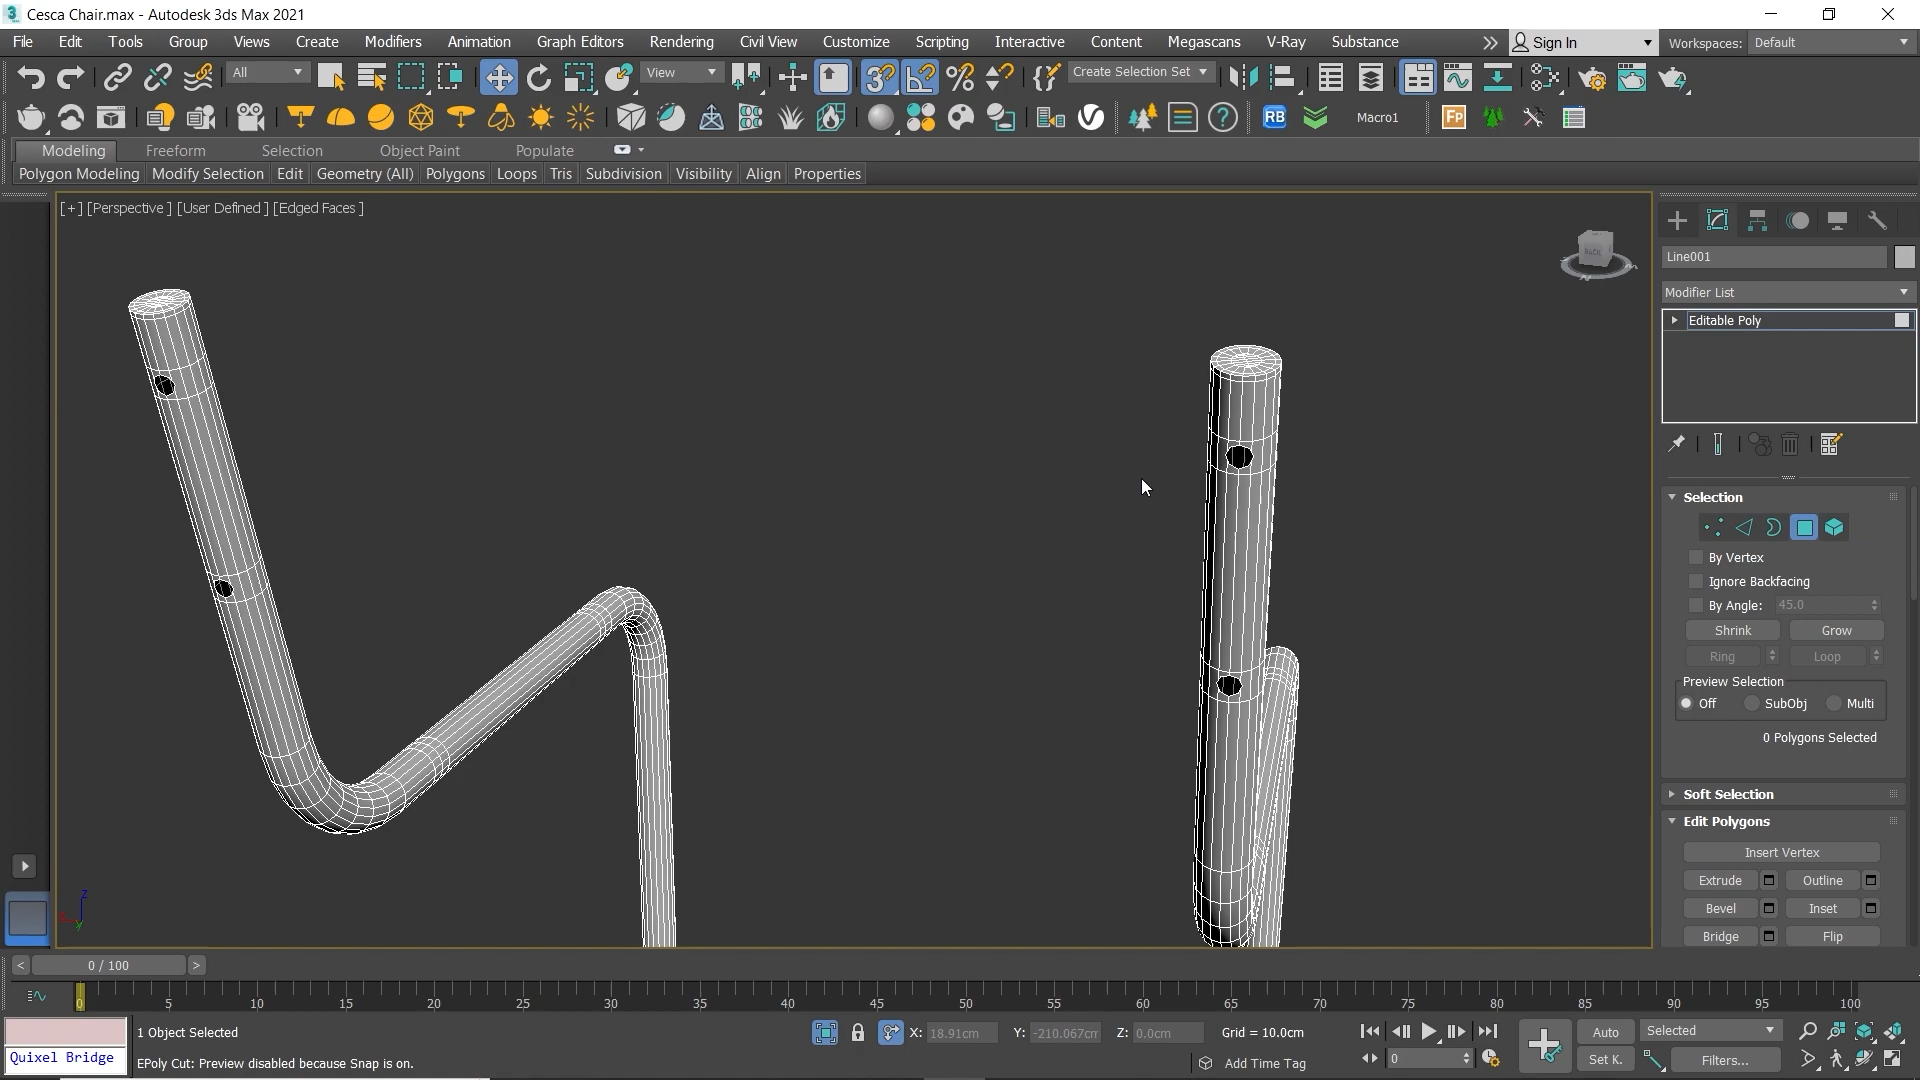 Cesca Chair.max - Autodesk 3ds Max 2021
File Edit Tools Group Views Create Modifiers Animation Graph Editors Rendering Civil View Customize Scripting Interactive Content Megascans V-Ray Substance Sign In Workspaces: Default
All View Create Selection Set
RB Macro1 Fp
Modeling Freeform Selection Object Paint Populate
Polygon Modeling Modify Selection Edit Geometry (All) Polygons Loops Tris Subdivision Visibility Align Properties
[+] [Perspective ] [User Defined ] [Edged Faces ]
BACK
Line001
Modifier List
Editable Poly
Selection
By Vertex
Ignore Backfacing
By Angle: 45.0
Shrink Grow
Ring Loop
Preview Selection
Off SubObj Multi
0 Polygons Selected
Soft Selection
Edit Polygons
Insert Vertex
Extrude Outline
Bevel Inset
Bridge Flip
z
x
y
< 0 / 100 >
0 5 10 15 20 25 30 35 40 45 50 55 60 65 70 75 80 85 90 95 100
1 Object Selected X: 18.91cm Y: -210.067cm Z: 0.0cm Grid = 10.0cm Auto Selected
Quixel Bridge EPoly Cut: Preview disabled because Snap is on. Add Time Tag 0 Set K. Filters...